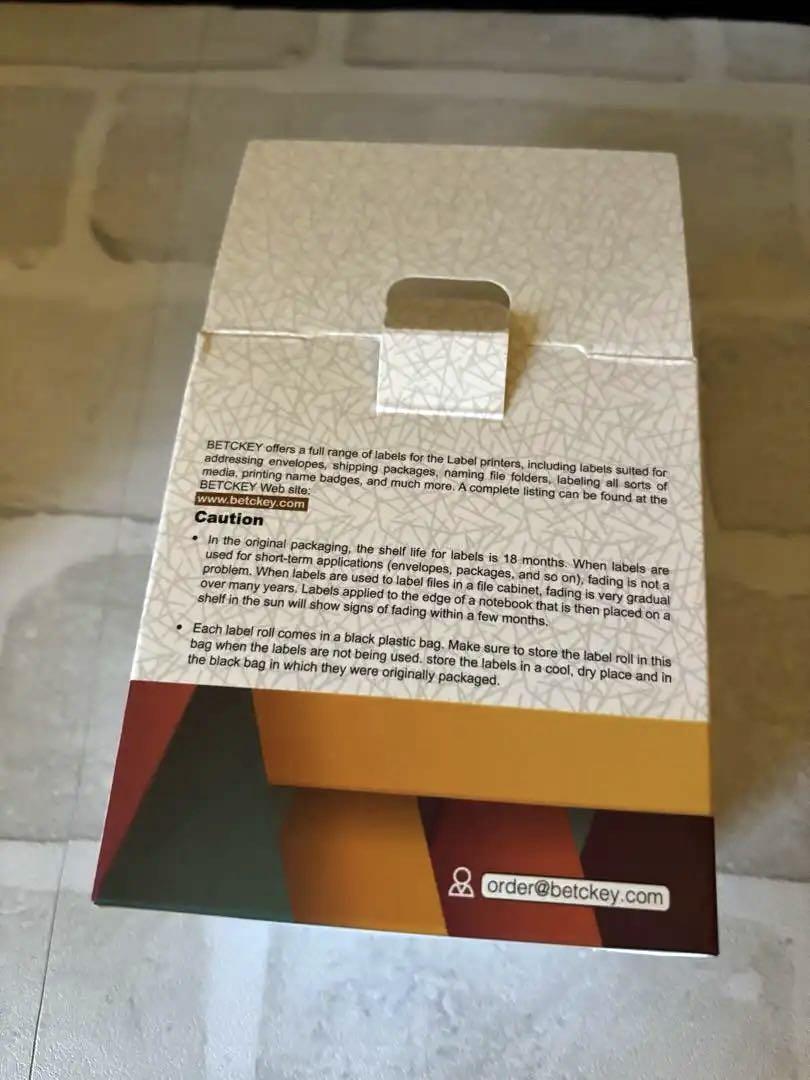 BETCKEY offers a full range of labels for the Label printers, including labels suited for
addressing envelopes, shipping packages, naming file folders, labeling all sorts of
media, printing name badges, and much more. A complete listing can be found at the
BETCKEY Web site:
www.betckey.com
Caution
• In the original packaging, the shelf life for labels is 18 months. When labels are
used for short-term applications (envelopes, packages, and so on), fading is not a
problem. When labels are used to label files in a file cabinet, fading is very gradual
over many years. Labels applied to the edge of a notebook that is then placed on a
shelf in the sun will show signs of fading within a few months.
• Each label roll comes in a black plastic bag. Make sure to store the label roll in this
bag when the labels are not being used. store the labels in a cool, dry place and in
the black bag in which they were originally packaged.
order@betckey.com